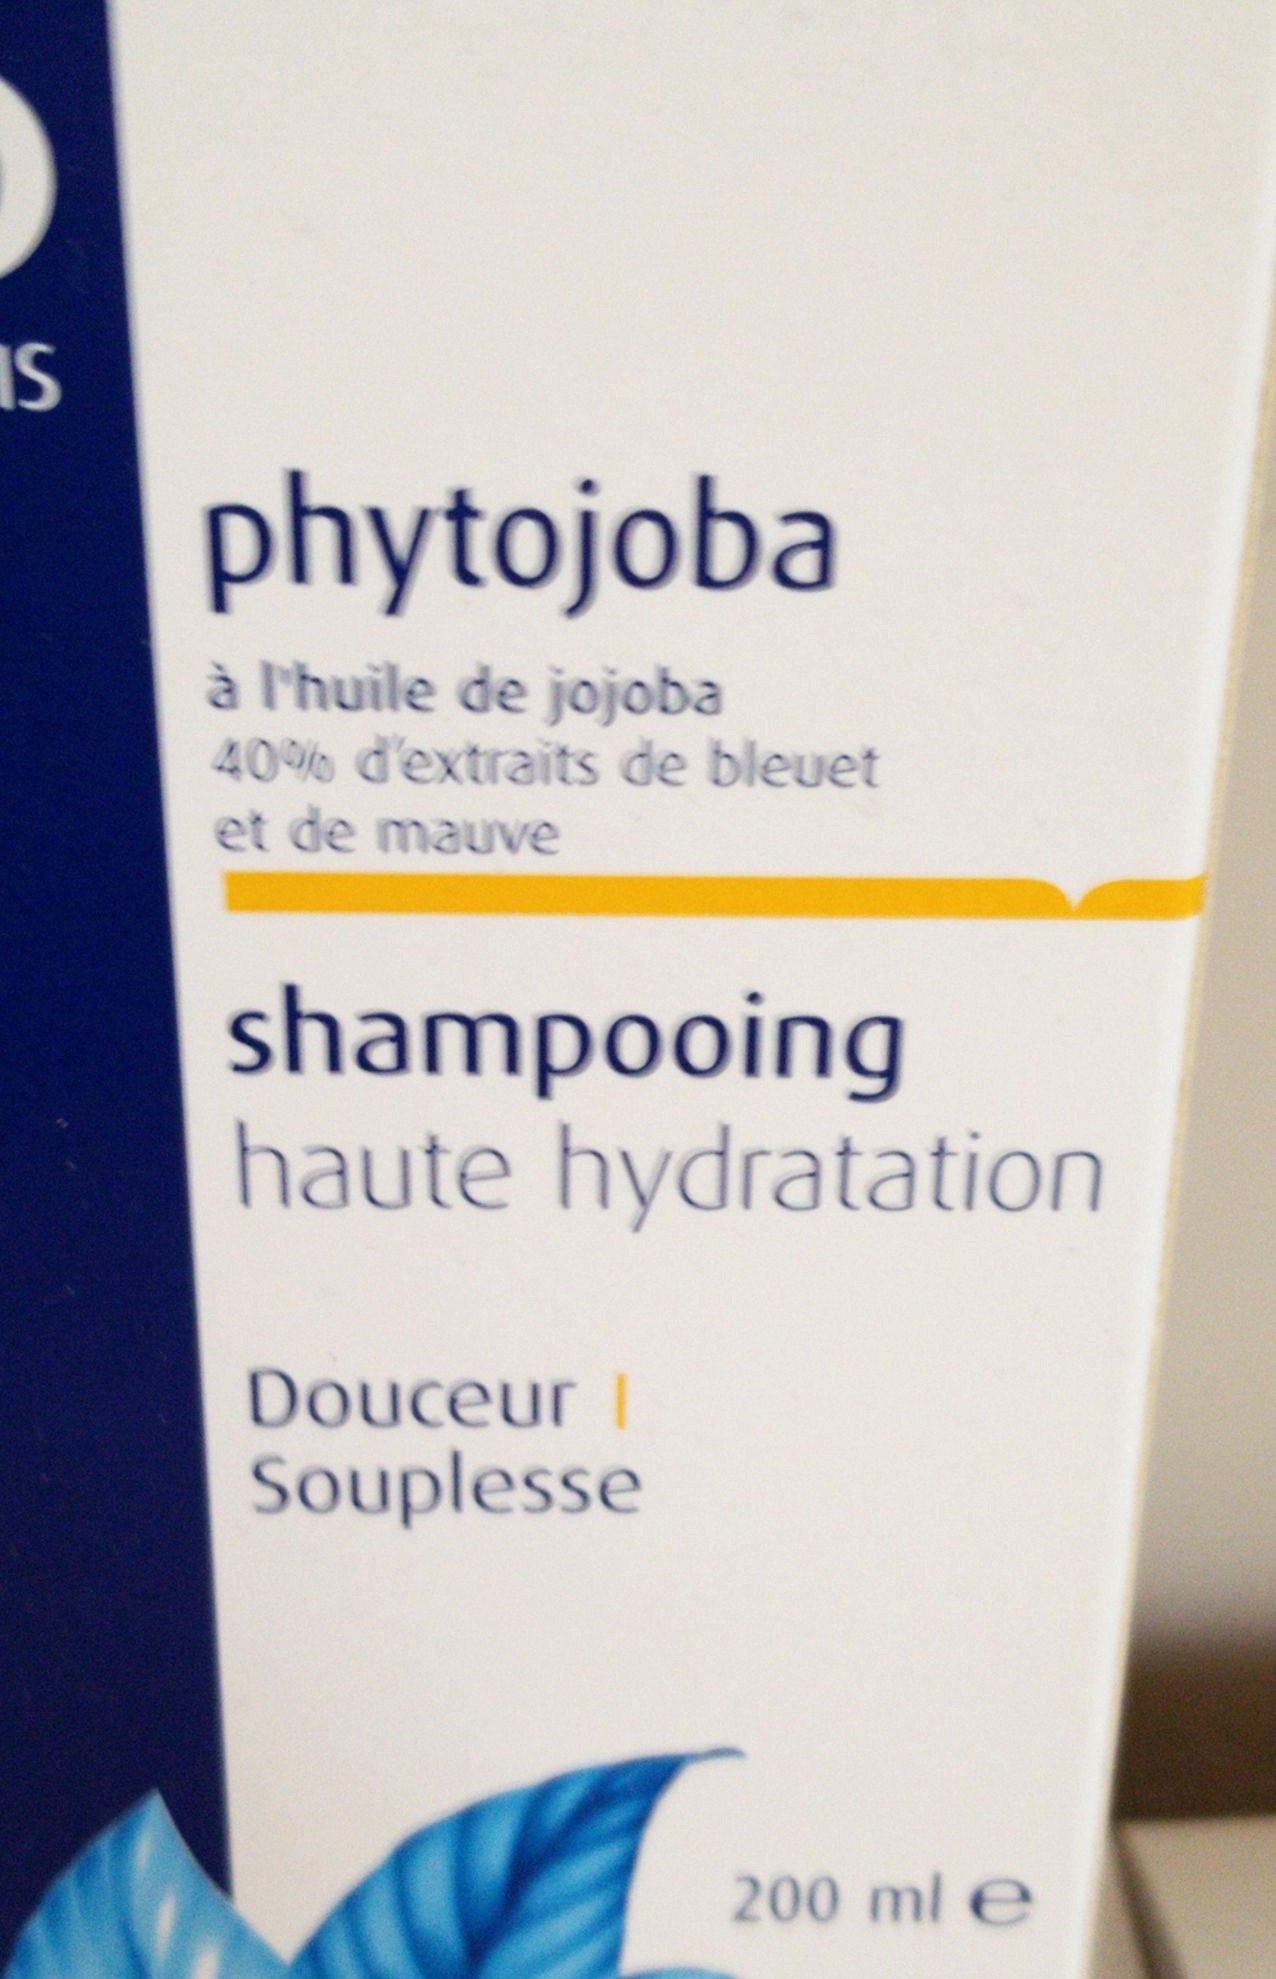 phytojoba
à l'huile de jojoba
40% d'extraits de bleuet
et de mauve
shampooing
haute hydratation
Douceur |
Souplesse
200 ml e